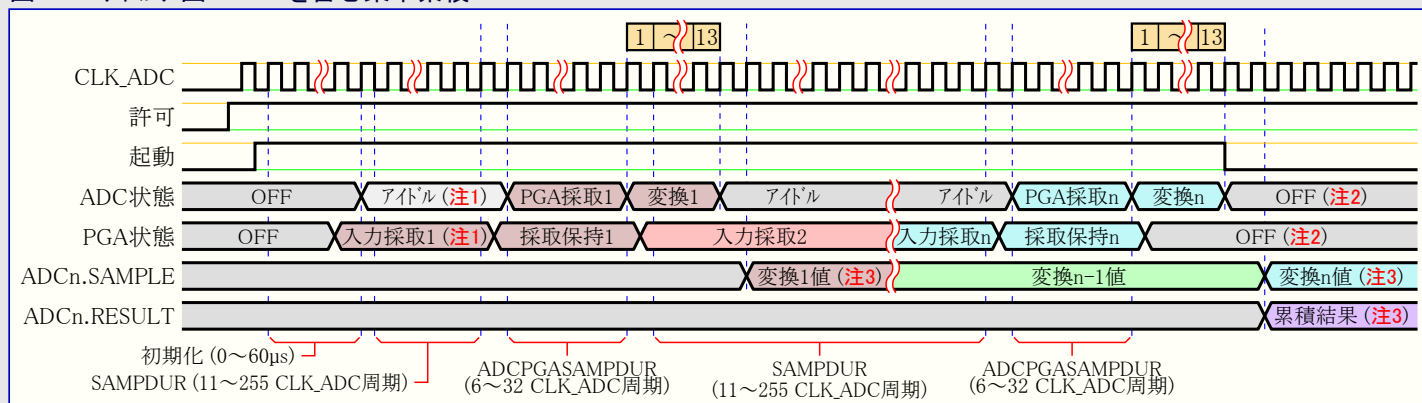 1 ~ 13 1 ~ 13
CLK_ADC
許可
起動
ADC状態 OFF アイドル (注1) PGA採取1 変換1 アイドル アイドル PGA採取n 変換n OFF (注2)
PGA状態 OFF 入力採取1 (注1) 採取保持1 入力採取2 入力採取n 採取保持n OFF (注2)
ADCn.SAMPLE 変換1値 (注3) 変換n-1値 変換n値 (注3)
ADCn.RESULT 累積結果 (注3)
初期化 (0～60µs)
SAMPDUR (11～255 CLK_ADC周期)
ADCPGASAMPDUR
(6～32 CLK_ADC周期)
SAMPDUR
(11～255 CLK_ADC周期)
ADCPGASAMPDUR
(6～32 CLK_ADC周期)